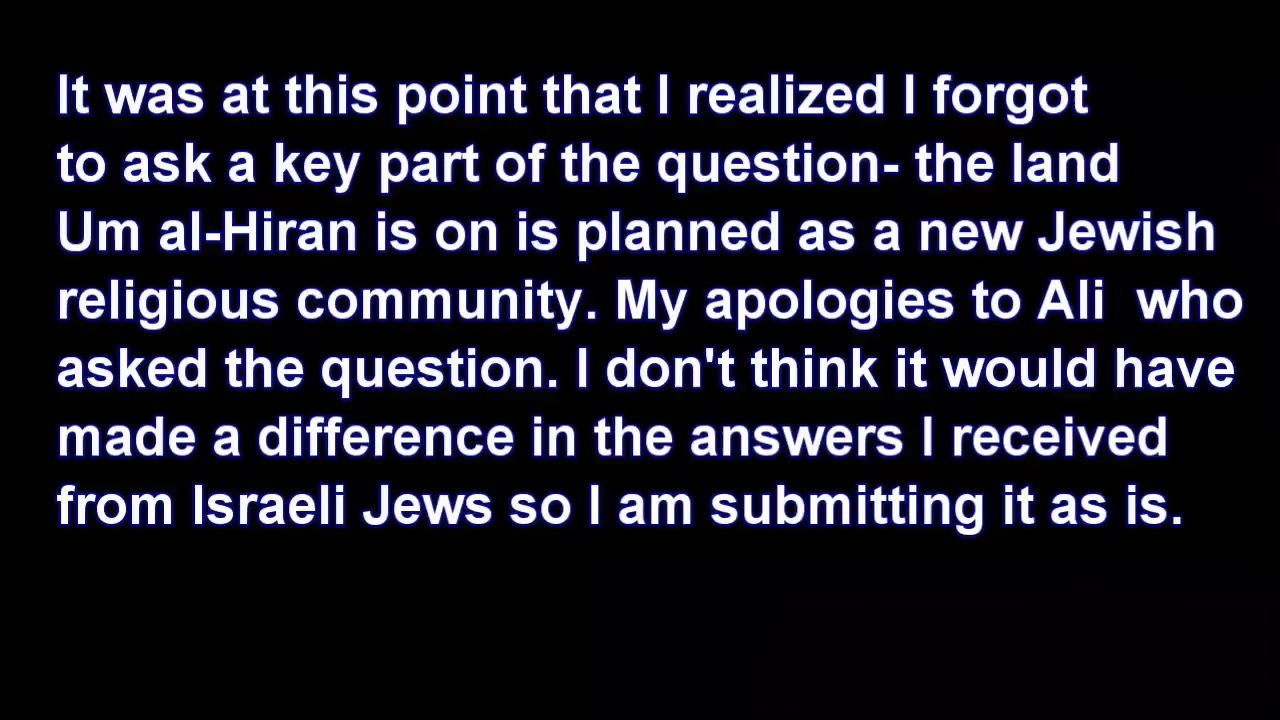 It was at this point that I realized I forgot
to ask a key part of the question- the land
Um al-Hiran is on is planned as a new Jewish
religious community. My apologies to Ali  who
asked the question. I don't think it would have
made a difference in the answers I received
from Israeli Jews so I am submitting it as is.